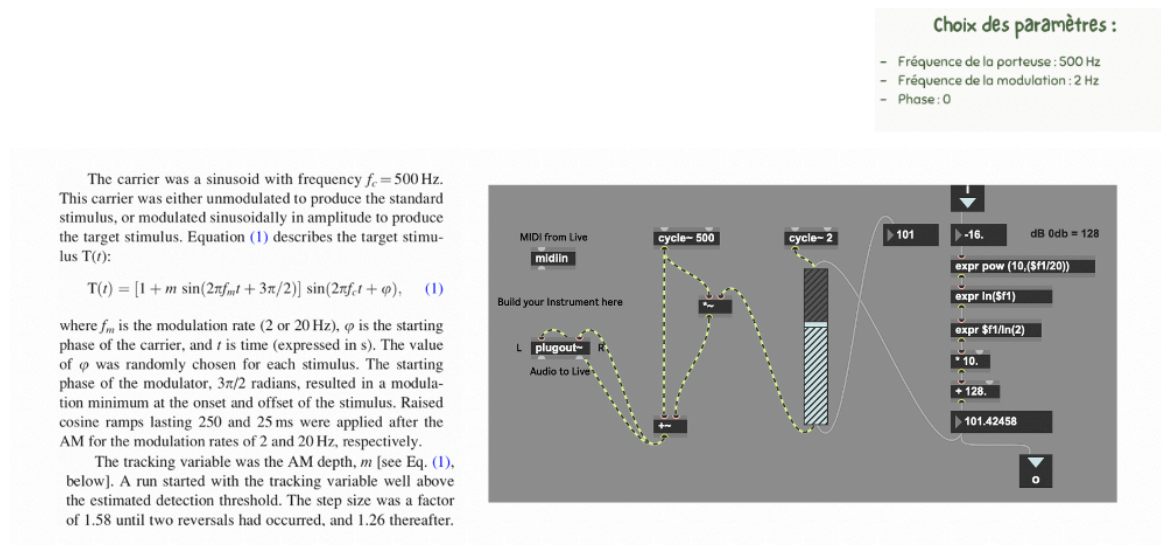 Choix des paramètres :
- Fréquence de la porteuse : 500 Hz
- Fréquence de la modulation : 2 Hz
- Phase : 0
The carrier was a sinusoid with frequency f_c = 500 Hz.
This carrier was either unmodulated to produce the standard
stimulus, or modulated sinusoidally in amplitude to produce
the target stimulus. Equation (1) describes the target stimu-
lus T(t):
T(t) = [1 + m sin(2πf_m t + 3π/2)] sin(2πf_c t + φ), (1)
where f_m is the modulation rate (2 or 20 Hz), φ is the starting
phase of the carrier, and t is time (expressed in s). The value
of φ was randomly chosen for each stimulus. The starting
phase of the modulator, 3π/2 radians, resulted in a modula-
tion minimum at the onset and offset of the stimulus. Raised
cosine ramps lasting 250 and 25 ms were applied after the
AM for the modulation rates of 2 and 20 Hz, respectively.
The tracking variable was the AM depth, m [see Eq. (1),
below]. A run started with the tracking variable well above
the estimated detection threshold. The step size was a factor
of 1.58 until two reversals had occurred, and 1.26 thereafter.
MIDI from Live
midiin
Build your Instrument here
L plugout~ R
Audio to Live
cycle~ 500
cycle~ 2
*~
+~
101
-16.
dB 0db = 128
expr pow (10,($f1/20))
expr ln($f1)
expr $f1/ln(2)
* 10.
+ 128.
101.42458